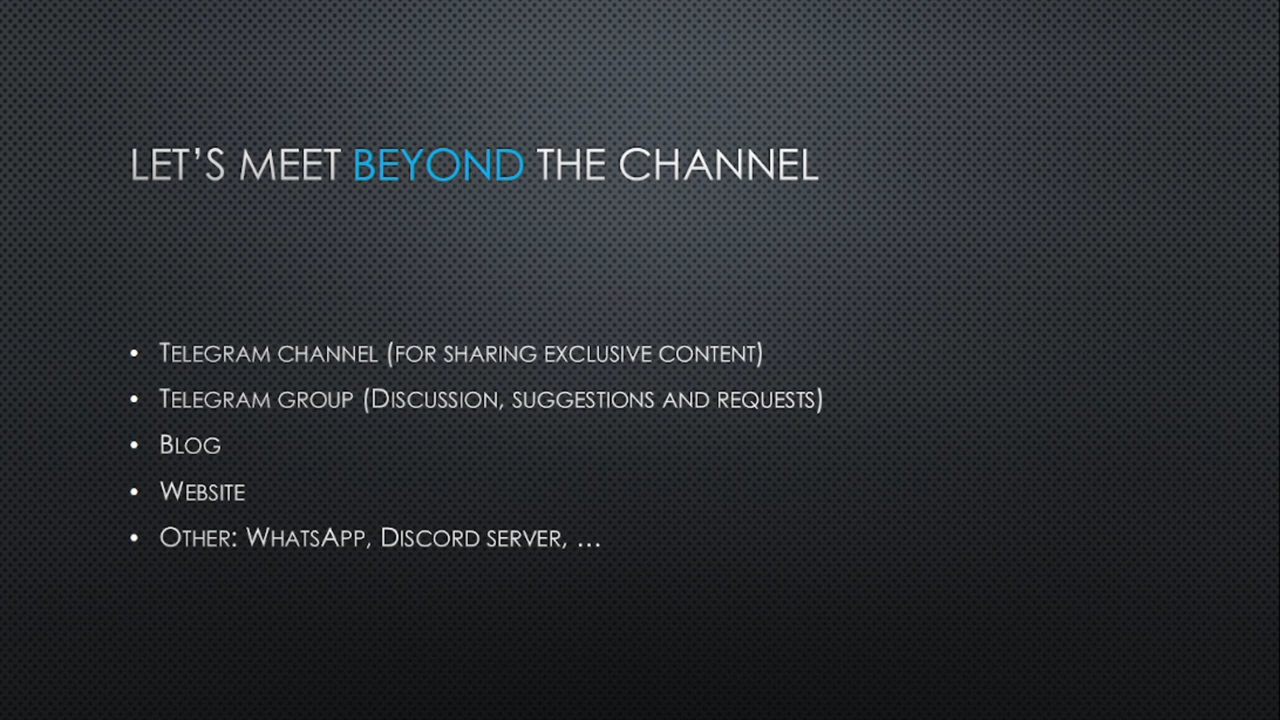 LET'S MEET BEYOND THE CHANNEL
• TELEGRAM CHANNEL (FOR SHARING EXCLUSIVE CONTENT)
• TELEGRAM GROUP (DISCUSSION, SUGGESTIONS AND REQUESTS)
• BLOG
• WEBSITE
• OTHER: WHATSAPP, DISCORD SERVER, …